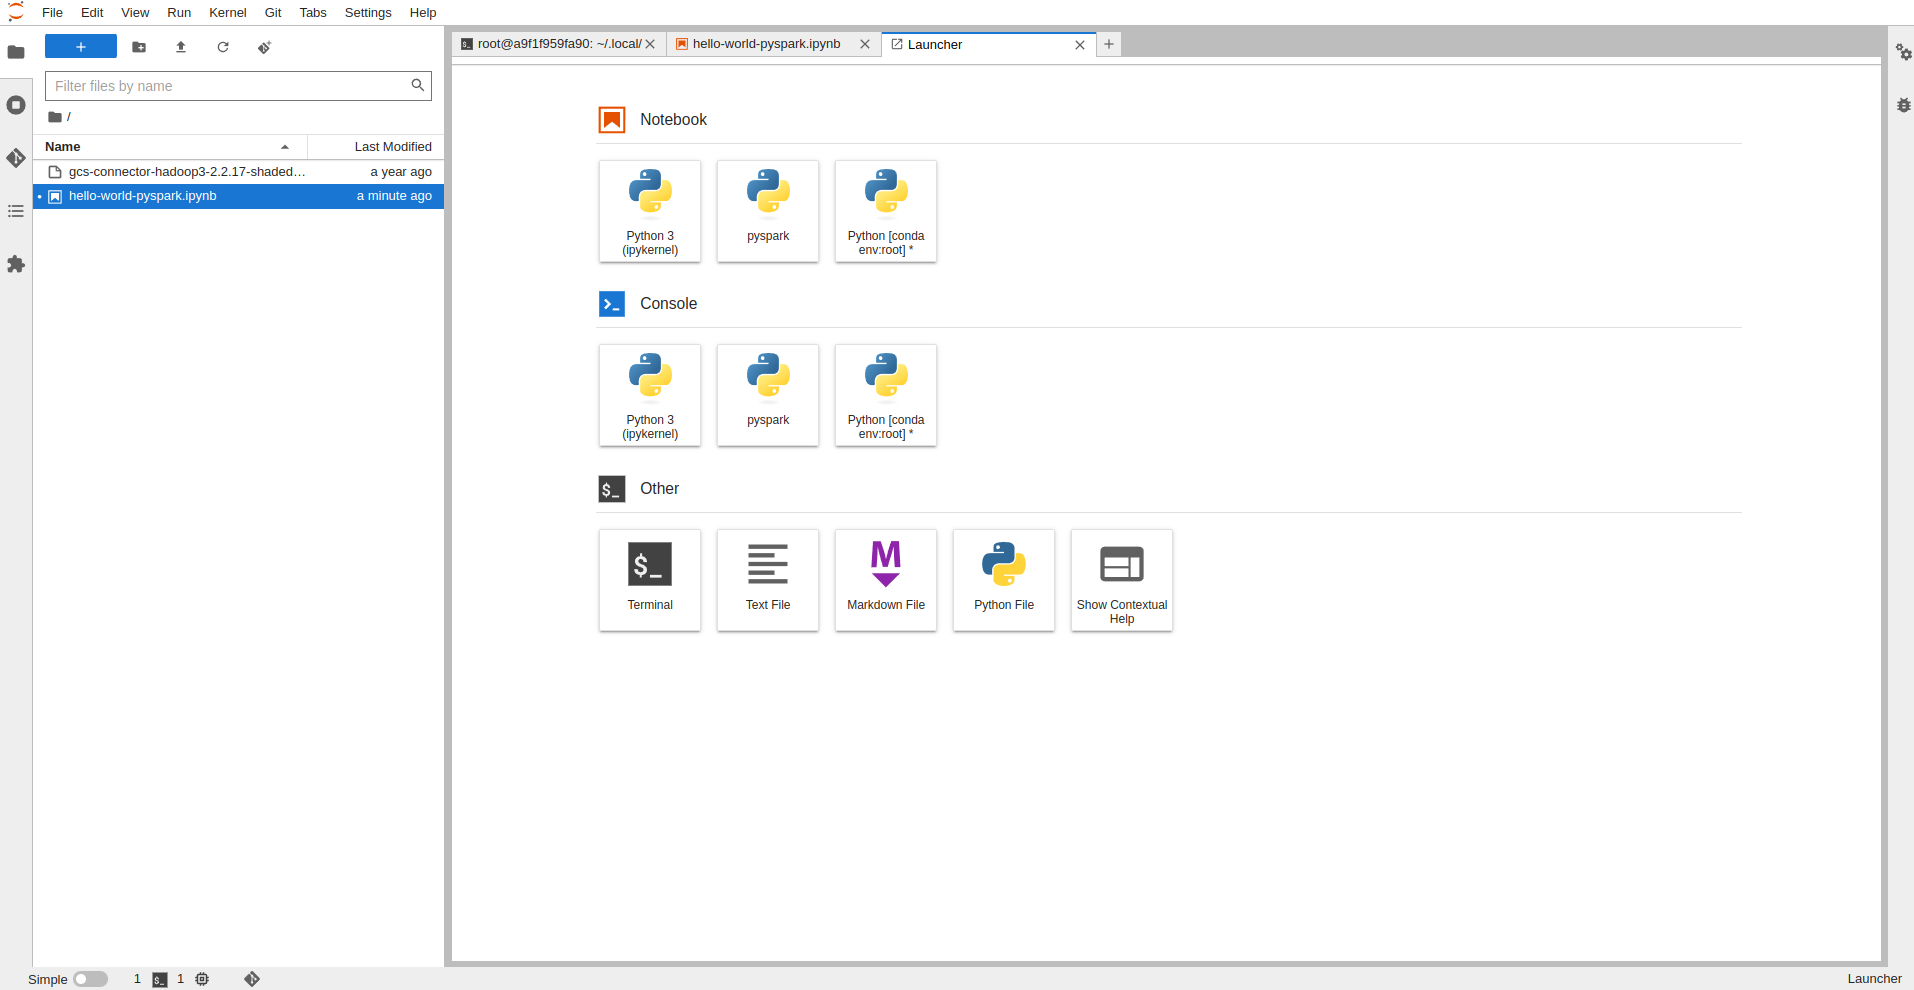 File Edit View Run Kernel Git Tabs Settings Help
Filter files by name
/
Name Last Modified
gcs-connector-hadoop3-2.2.17-shaded… a year ago
hello-world-pyspark.ipynb a minute ago
root@a9f1f959fa90: ~/.local/ hello-world-pyspark.ipynb Launcher
Notebook
Python 3 (ipykernel)
pyspark
Python [conda env:root] *
Console
Python 3 (ipykernel)
pyspark
Python [conda env:root] *
Other
$_ Terminal
Text File
M Markdown File
Python File
Show Contextual Help
Simple 1 $_ 1 Launcher